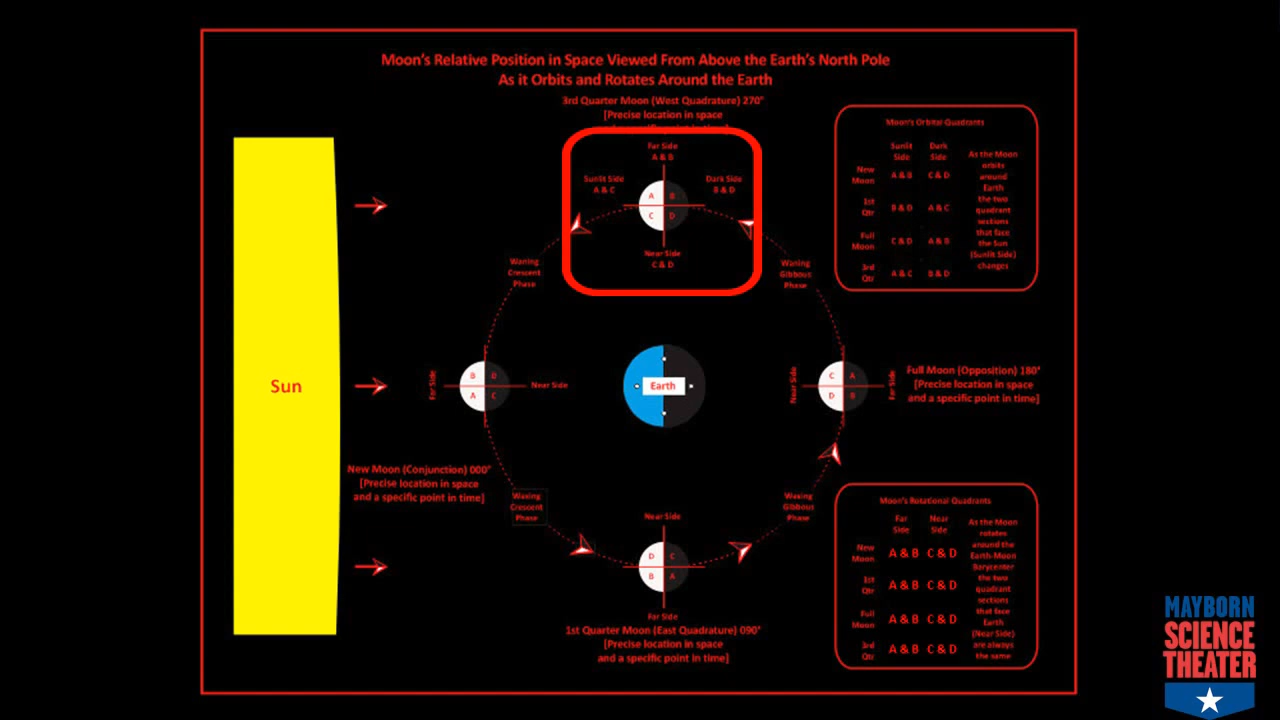 Moon's Relative Position in Space Viewed From Above the Earth's North Pole
As it Orbits and Rotates Around the Earth
3rd Quarter Moon (West Quadrature) 270°
[Precise location in space
Far Side
A & B
Sunlit Side
A & C
Dark Side
B & D
A B
C D
Near Side
C & D
Waning
Crescent
Phase
Waning
Gibbous
Phase
Moon's Orbital Quadrants
Sunlit
Side
Dark
Side
New
Moon
A & B C & D
1st
Qtr
B & D A & C
Full
Moon
C & D A & B
3rd
Qtr
A & C B & D
As the Moon
orbits
around
Earth
the two
quadrant
sections
that face
the Sun
(Sunlit Side)
changes
Sun
Far Side
B D
A C
Near Side
Earth
Near Side
C A
D B
Far Side
Full Moon (Opposition) 180°
[Precise location in space
and a specific point in time]
New Moon (Conjunction) 000°
[Precise location in space
and a specific point in time]
Waxing
Crescent
Phase
Waxing
Gibbous
Phase
Near Side
D C
B A
Far Side
1st Quarter Moon (East Quadrature) 090°
[Precise location in space
and a specific point in time]
Moon's Rotational Quadrants
Far
Side
Near
Side
New
Moon
A & B C & D
1st
Qtr
A & B C & D
Full
Moon
A & B C & D
3rd
Qtr
A & B C & D
As the Moon
rotates
around the
Earth-Moon
Barycenter
the two
quadrant
sections
that face
Earth
(Near Side)
are always
the same
MAYBORN
SCIENCE
THEATER